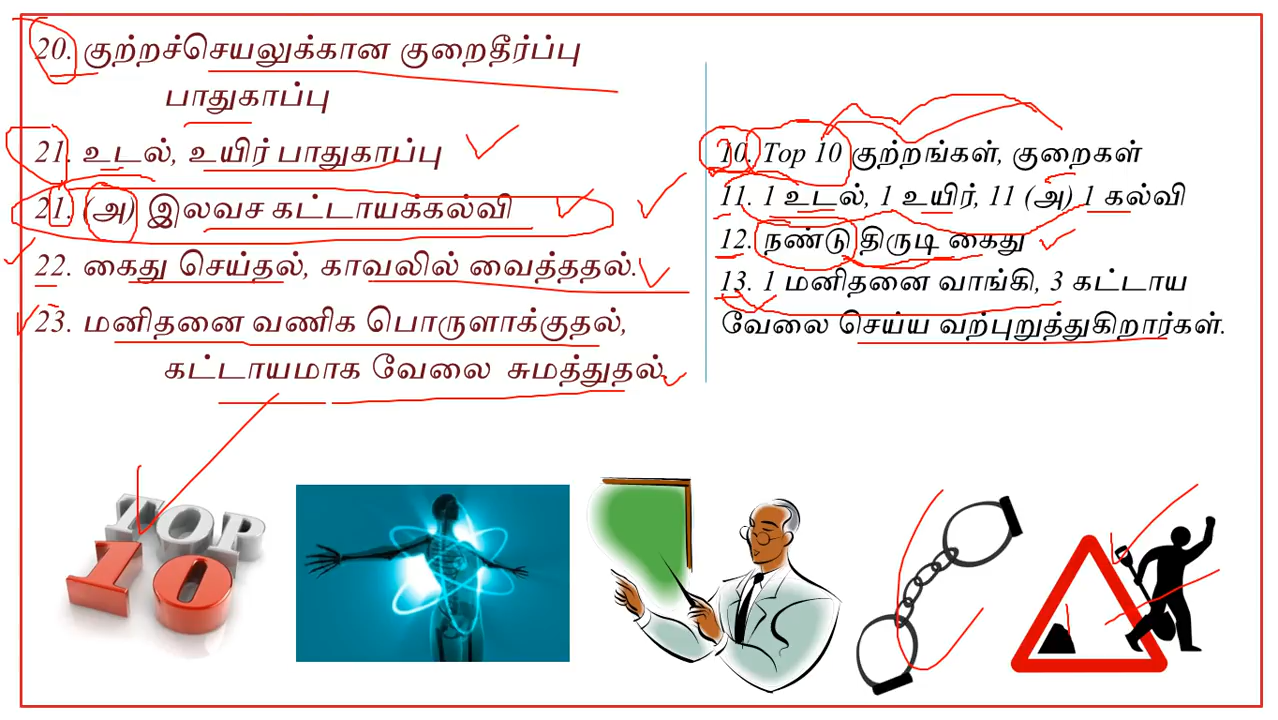 20. குற்றச்செயலுக்கான குறைதீர்ப்பு
பாதுகாப்பு
21. உடல், உயிர் பாதுகாப்பு
21. (அ) இலவச கட்டாயக்கல்வி
22. கைது செய்தல், காவலில் வைத்ததல்.
23. மனிதனை வணிக பொருளாக்குதல்,
கட்டாயமாக வேலை சுமத்துதல்
10. Top 10 குற்றங்கள், குறைகள்
11. 1 உடல், 1 உயிர், 11 (அ) 1 கல்வி
12. நண்டு திருடி கைது
13. 1 மனிதனை வாங்கி, 3 கட்டாய
வேலை செய்ய வற்புறுத்துகிறார்கள்.
TOP
10